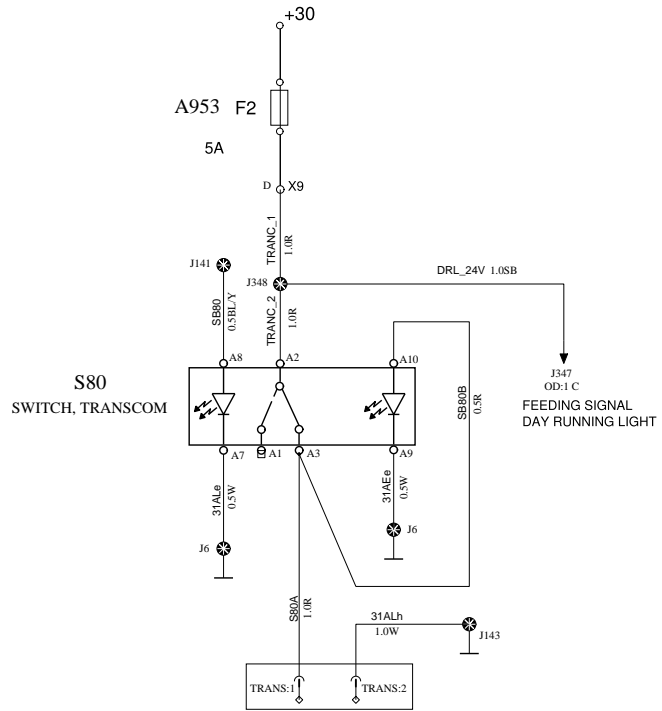 +30
A953 F2
5A
D X9
TRANC_1
1.0R
J141
J348
DRL_24V 1.0SB
SB80
0.5BL/Y
TRANC_2
1.0R
A8
A2
A10
J347
OD:1 C
FEEDING SIGNAL
DAY RUNNING LIGHT
S80
SWITCH, TRANSCOM
SB80B
0.5R
A7
A1
A3
A9
31ALe
0.5W
31AEe
0.5W
J6
J6
S80A
1.0R
31ALh
1.0W
J143
TRANS:1
TRANS:2